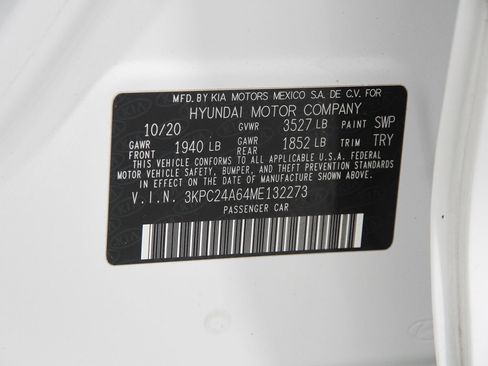 MFD. BY KIA MOTORS MEXICO S.A. DE C.V. FOR
HYUNDAI MOTOR COMPANY
10/20 GVWR 3527 LB PAINT SWP
GAWR FRONT 1940 LB GAWR REAR 1852 LB TRIM TRY
THIS VEHICLE CONFORMS TO ALL APPLICABLE U.S.A. FEDERAL
MOTOR VEHICLE SAFETY, BUMPER, AND THEFT PREVENTION
STANDARDS IN EFFECT ON THE DATE OF MANUFACTURE SHOWN ABOVE.
V.I.N. 3KPC24A64ME132273
PASSENGER CAR